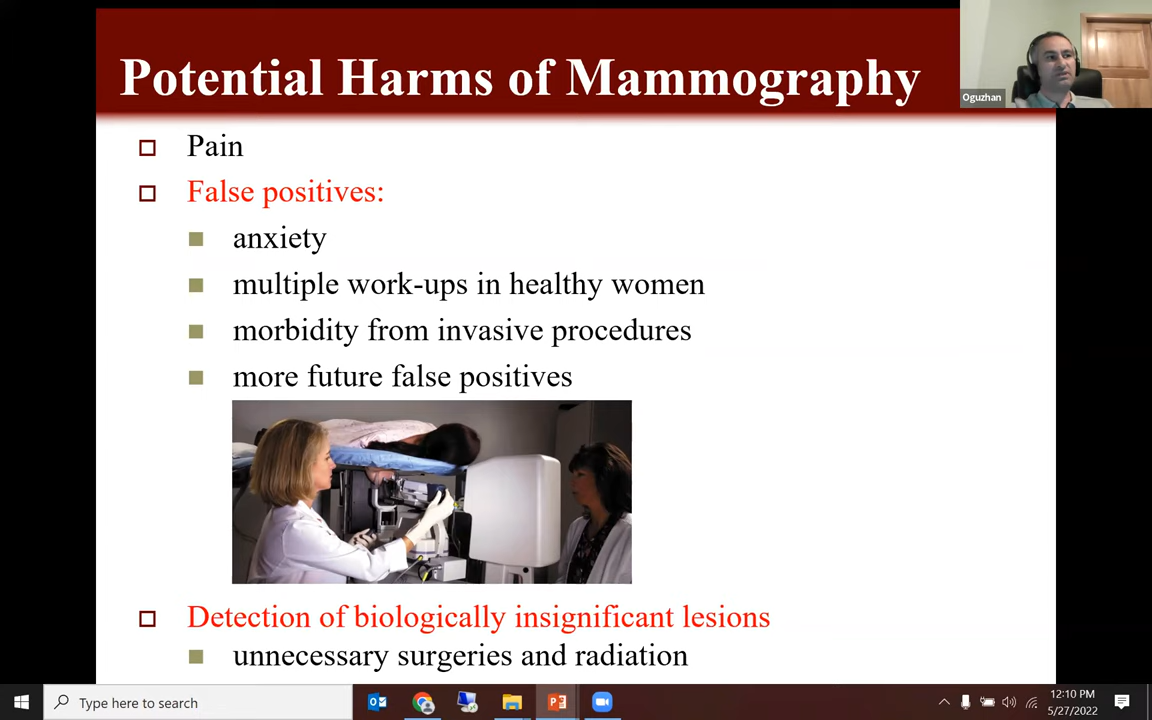 Potential Harms of Mammography
Oguzhan
Pain
False positives:
anxiety
multiple work-ups in healthy women
morbidity from invasive procedures
more future false positives
Detection of biologically insignificant lesions
unnecessary surgeries and radiation
Type here to search
12:10 PM
5/27/2022